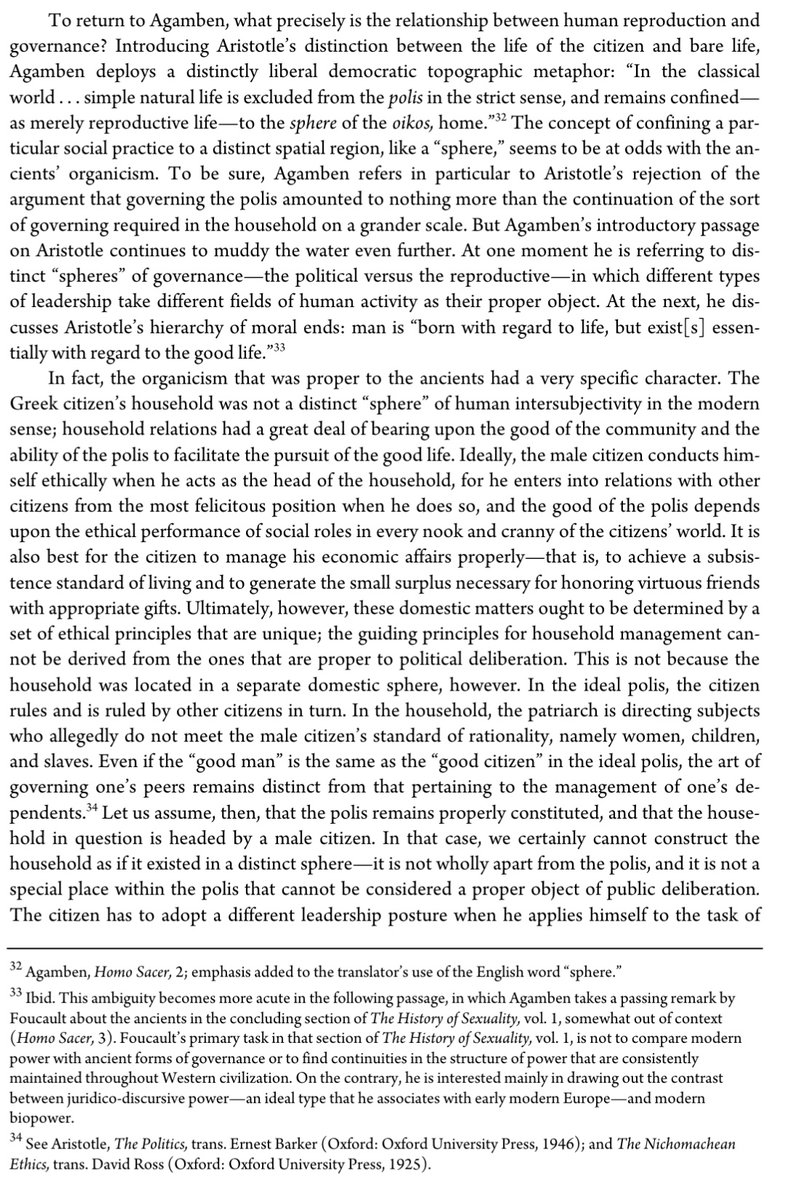 To return to Agamben, what precisely is the relationship between human reproduction and
governance? Introducing Aristotle’s distinction between the life of the citizen and bare life,
Agamben deploys a distinctly liberal democratic topographic metaphor: “In the classical
world . . . simple natural life is excluded from the polis in the strict sense, and remains confined—
as merely reproductive life—to the sphere of the oikos, home.”32 The concept of confining a par-
ticular social practice to a distinct spatial region, like a “sphere,” seems to be at odds with the an-
cients’ organicism. To be sure, Agamben refers in particular to Aristotle’s rejection of the
argument that governing the polis amounted to nothing more than the continuation of the sort
of governing required in the household on a grander scale. But Agamben’s introductory passage
on Aristotle continues to muddy the water even further. At one moment he is referring to dis-
tinct “spheres” of governance—the political versus the reproductive—in which different types
of leadership take different fields of human activity as their proper object. At the next, he dis-
cusses Aristotle’s hierarchy of moral ends: man is “born with regard to life, but exist[s] essen-
tially with regard to the good life.”33
In fact, the organicism that was proper to the ancients had a very specific character. The
Greek citizen’s household was not a distinct “sphere” of human intersubjectivity in the modern
sense; household relations had a great deal of bearing upon the good of the community and the
ability of the polis to facilitate the pursuit of the good life. Ideally, the male citizen conducts him-
self ethically when he acts as the head of the household, for he enters into relations with other
citizens from the most felicitous position when he does so, and the good of the polis depends
upon the ethical performance of social roles in every nook and cranny of the citizens’ world. It is
also best for the citizen to manage his economic affairs properly—that is, to achieve a subsis-
tence standard of living and to generate the small surplus necessary for honoring virtuous friends
with appropriate gifts. Ultimately, however, these domestic matters ought to be determined by a
set of ethical principles that are unique; the guiding principles for household management can-
not be derived from the ones that are proper to political deliberation. This is not because the
household was located in a separate domestic sphere, however. In the ideal polis, the citizen
rules and is ruled by other citizens in turn. In the household, the patriarch is directing subjects
who allegedly do not meet the male citizen’s standard of rationality, namely women, children,
and slaves. Even if the “good man” is the same as the “good citizen” in the ideal polis, the art of
governing one’s peers remains distinct from that pertaining to the management of one’s de-
pendents.34 Let us assume, then, that the polis remains properly constituted, and that the house-
hold in question is headed by a male citizen. In that case, we certainly cannot construct the
household as if it existed in a distinct sphere—it is not wholly apart from the polis, and it is not a
special place within the polis that cannot be considered a proper object of public deliberation.
The citizen has to adopt a different leadership posture when he applies himself to the task of
32 Agamben, Homo Sacer, 2; emphasis added to the translator’s use of the English word “sphere.”
33 Ibid. This ambiguity becomes more acute in the following passage, in which Agamben takes a passing remark by
Foucault about the ancients in the concluding section of The History of Sexuality, vol. 1, somewhat out of context
(Homo Sacer, 3). Foucault’s primary task in that section of The History of Sexuality, vol. 1, is not to compare modern
power with ancient forms of governance or to find continuities in the structure of power that are consistently
maintained throughout Western civilization. On the contrary, he is interested mainly in drawing out the contrast
between juridico-discursive power—an ideal type that he associates with early modern Europe—and modern
biopower.
34 See Aristotle, The Politics, trans. Ernest Barker (Oxford: Oxford University Press, 1946); and The Nichomachean
Ethics, trans. David Ross (Oxford: Oxford University Press, 1925).